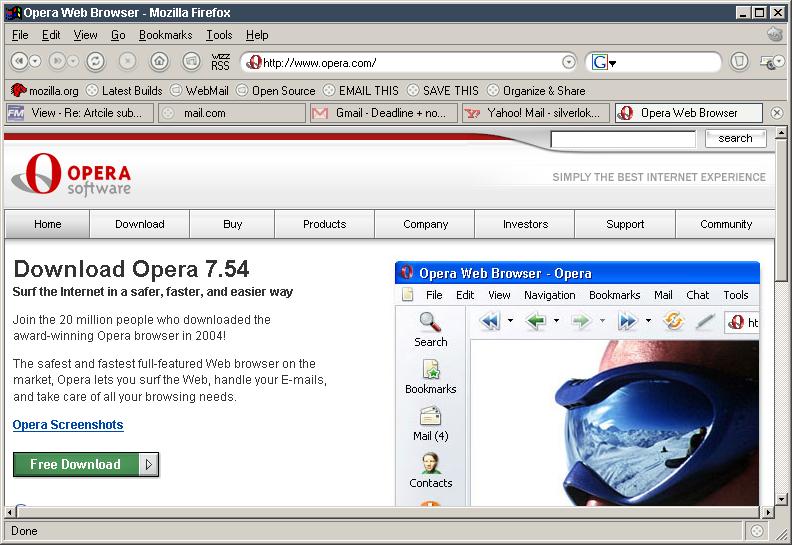 Opera Web Browser - Mozilla Firefox
File Edit View Go Bookmarks Tools Help
WIZZ RSS http://www.opera.com/ G
mozilla.org Latest Builds WebMail Open Source EMAIL THIS SAVE THIS Organize & Share
FM View - Re: Artcile sub... mail.com Gmail - Deadline + no... Yahoo! Mail - silverlok... Opera Web Browser
search
OPERA
software
SIMPLY THE BEST INTERNET EXPERIENCE
Home Download Buy Products Company Investors Support Community
Download Opera 7.54
Surf the Internet in a safer, faster, and easier way
Join the 20 million people who downloaded the
award-winning Opera browser in 2004!
The safest and fastest full-featured Web browser on the
market, Opera lets you surf the Web, handle your E-mails,
and take care of all your browsing needs.
Opera Screenshots
Free Download
Opera Web Browser - Opera
File Edit View Navigation Bookmarks Mail Chat Tools
ht
Search
Bookmarks
Mail (4)
Contacts
Done